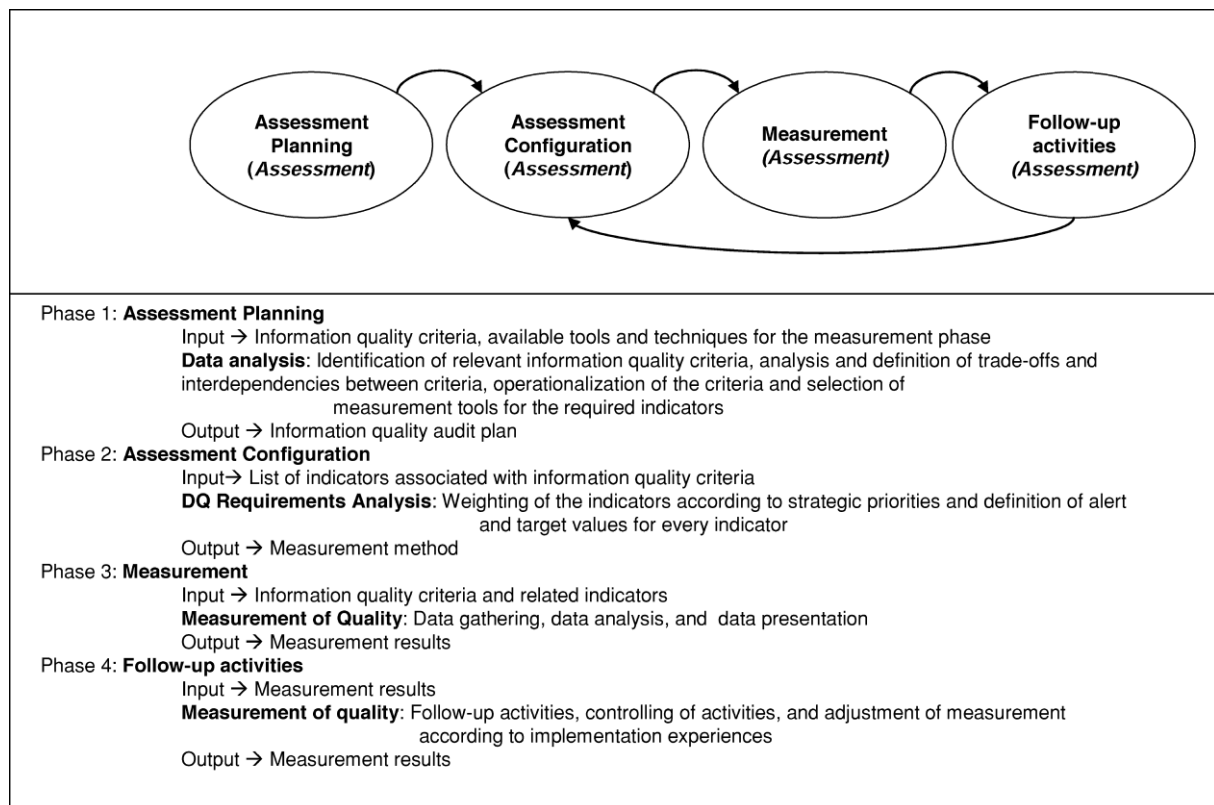 Assessment
Planning
(Assessment)
Assessment
Configuration
(Assessment)
Measurement
(Assessment)
Follow-up
activities
(Assessment)
Phase 1: Assessment Planning
Input → Information quality criteria, available tools and techniques for the measurement phase
Data analysis: Identification of relevant information quality criteria, analysis and definition of trade-offs and
interdependencies between criteria, operationalization of the criteria and selection of
measurement tools for the required indicators
Output → Information quality audit plan
Phase 2: Assessment Configuration
Input→ List of indicators associated with information quality criteria
DQ Requirements Analysis: Weighting of the indicators according to strategic priorities and definition of alert
and target values for every indicator
Output → Measurement method
Phase 3: Measurement
Input → Information quality criteria and related indicators
Measurement of Quality: Data gathering, data analysis, and data presentation
Output → Measurement results
Phase 4: Follow-up activities
Input → Measurement results
Measurement of quality: Follow-up activities, controlling of activities, and adjustment of measurement
according to implementation experiences
Output → Measurement results